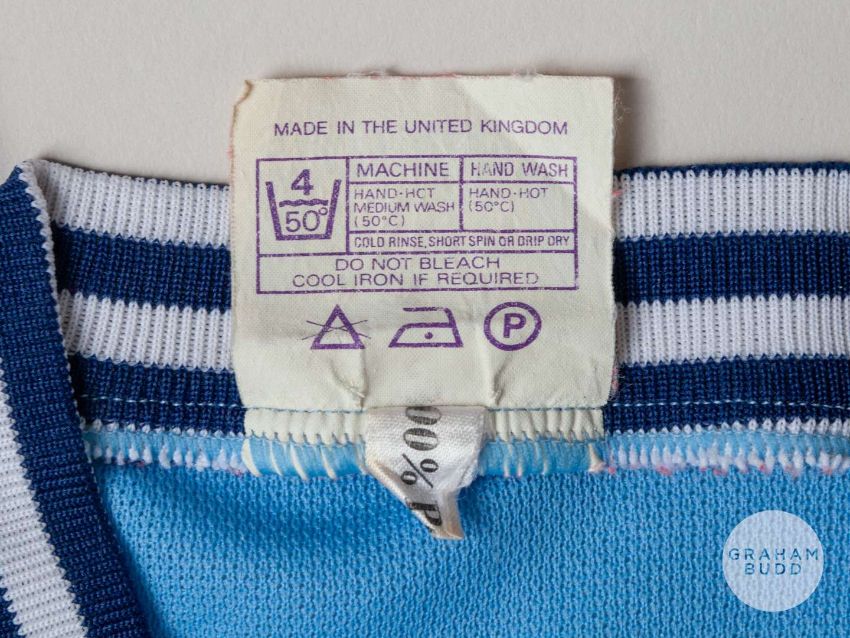 MADE IN THE UNITED KINGDOM
4
50°
MACHINE
HAND WASH
HAND-HOT
MEDIUM WASH
(50°C)
HAND-HOT
(50°C)
COLD RINSE, SHORT SPIN OR DRIP DRY
DO NOT BLEACH
COOL IRON IF REQUIRED
P
00% P
GRAHAM
BUDD